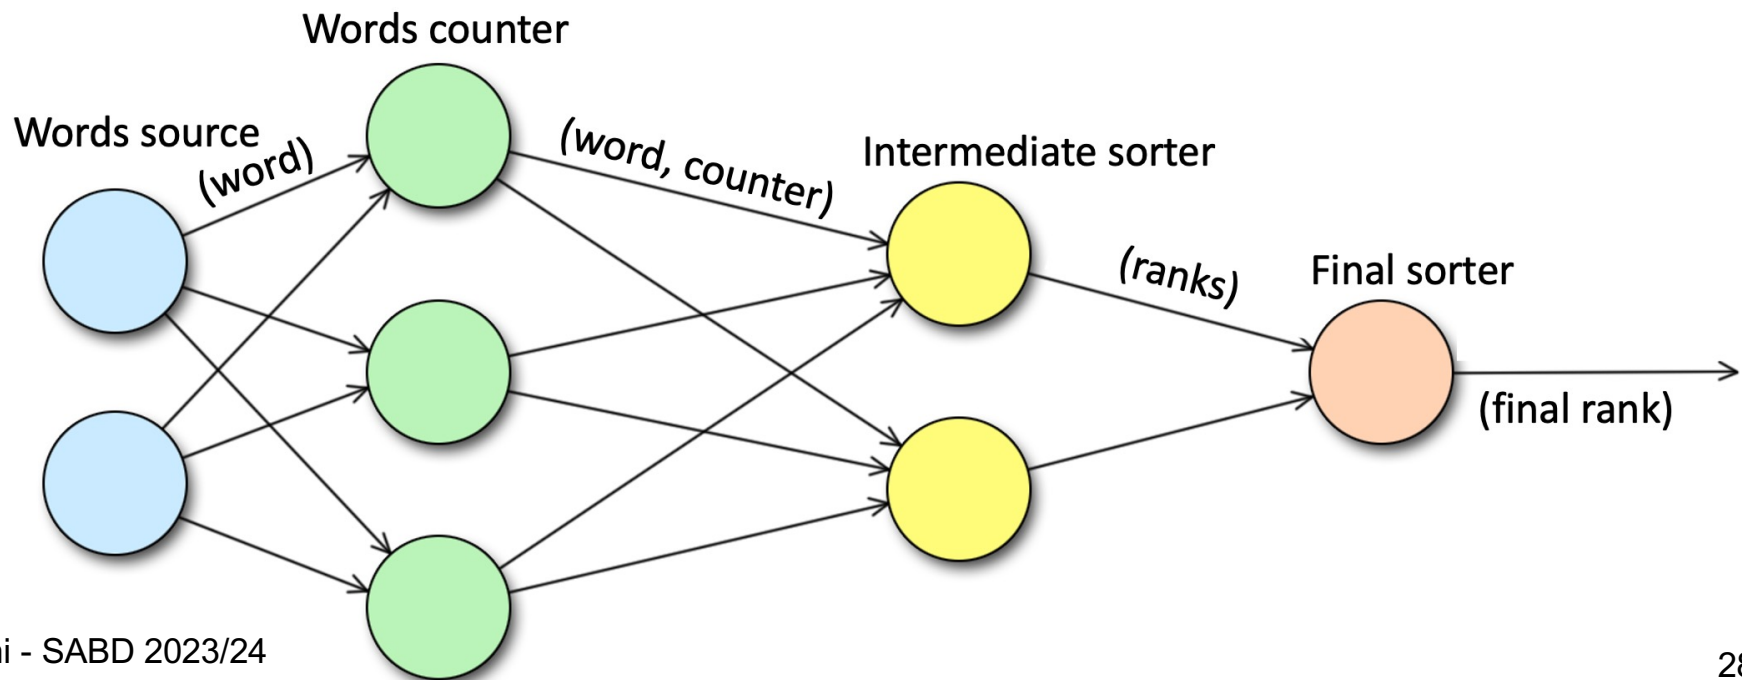 Words counter
Words source
(word)
(word, counter)
Intermediate sorter
(ranks)
Final sorter
(final rank)
- SABD 2023/24